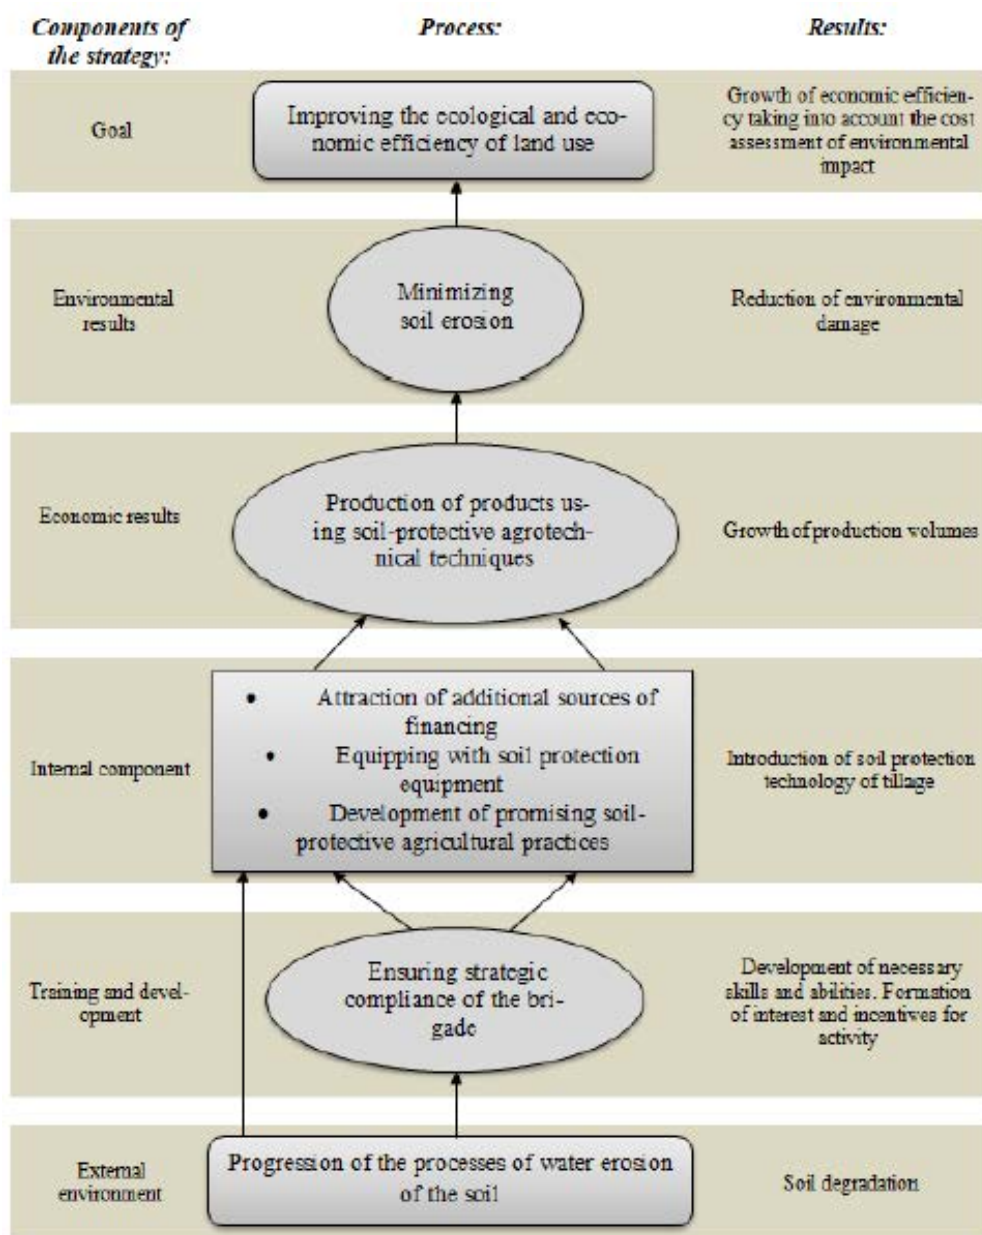 Components of
the strategy:
Process:
Results:
Goal
Improving the ecological and eco-
nomic efficiency of land use
Growth of economic efficien-
cy taking into account the cost
assessment of environmental
impact
Environmental
results
Minimizing
soil erosion
Reduction of environmental
damage
Economic results
Production of products us-
ing soil-protective agrotech-
nical techniques
Growth of production volumes
Internal component
• Attraction of additional sources of
financing
• Equipping with soil protection
equipment
• Development of promising soil-
protective agricultural practices
Introduction of soil protection
technology of tillage
Training and devel-
opment
Ensuring strategic
compliance of the bri-
gade
Development of necessary
skills and abilities. Formation
of interest and incentives for
activity
External
environment
Progression of the processes of water erosion
of the soil
Soil degradation